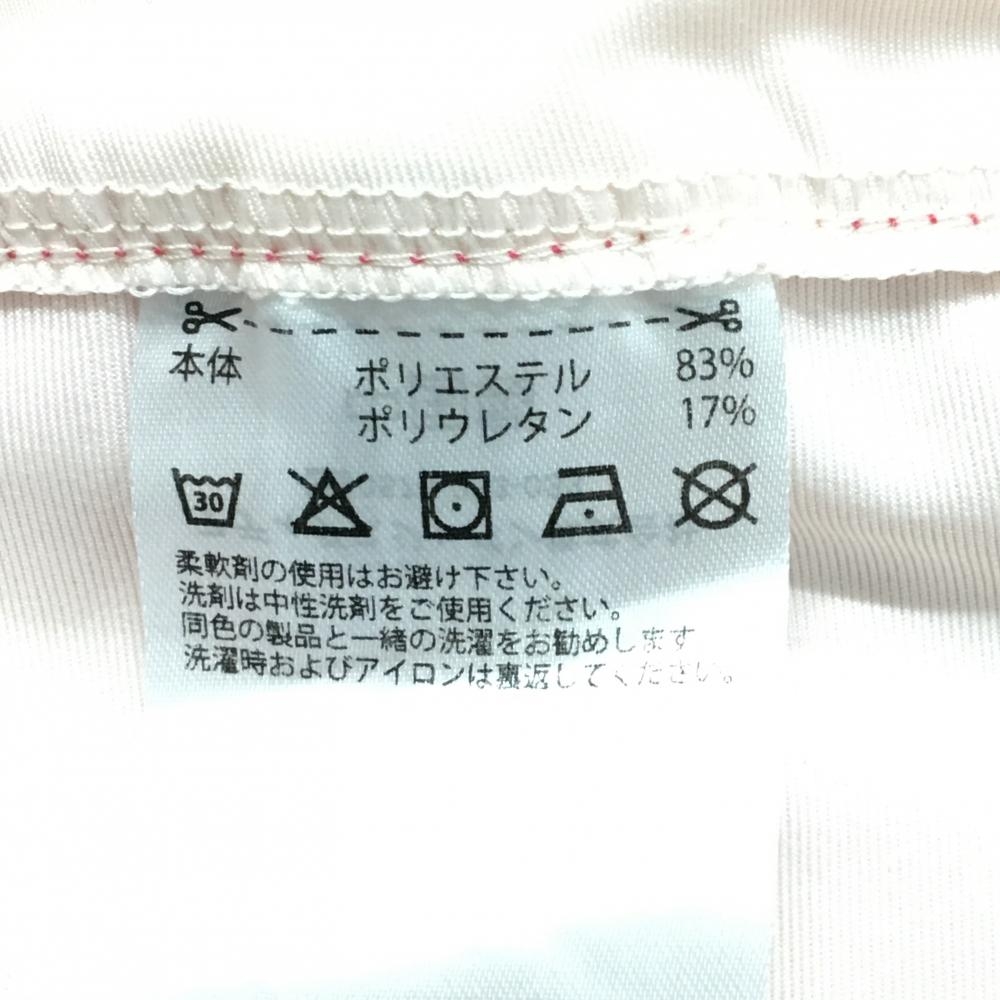 本体 ポリエステル 83%
ポリウレタン 17%
30
柔軟剤の使用はお避け下さい。
洗剤は中性洗剤をご使用ください。
同色の製品と一緒の洗濯をお勧めします
洗濯時およびアイロンは裏返してください。